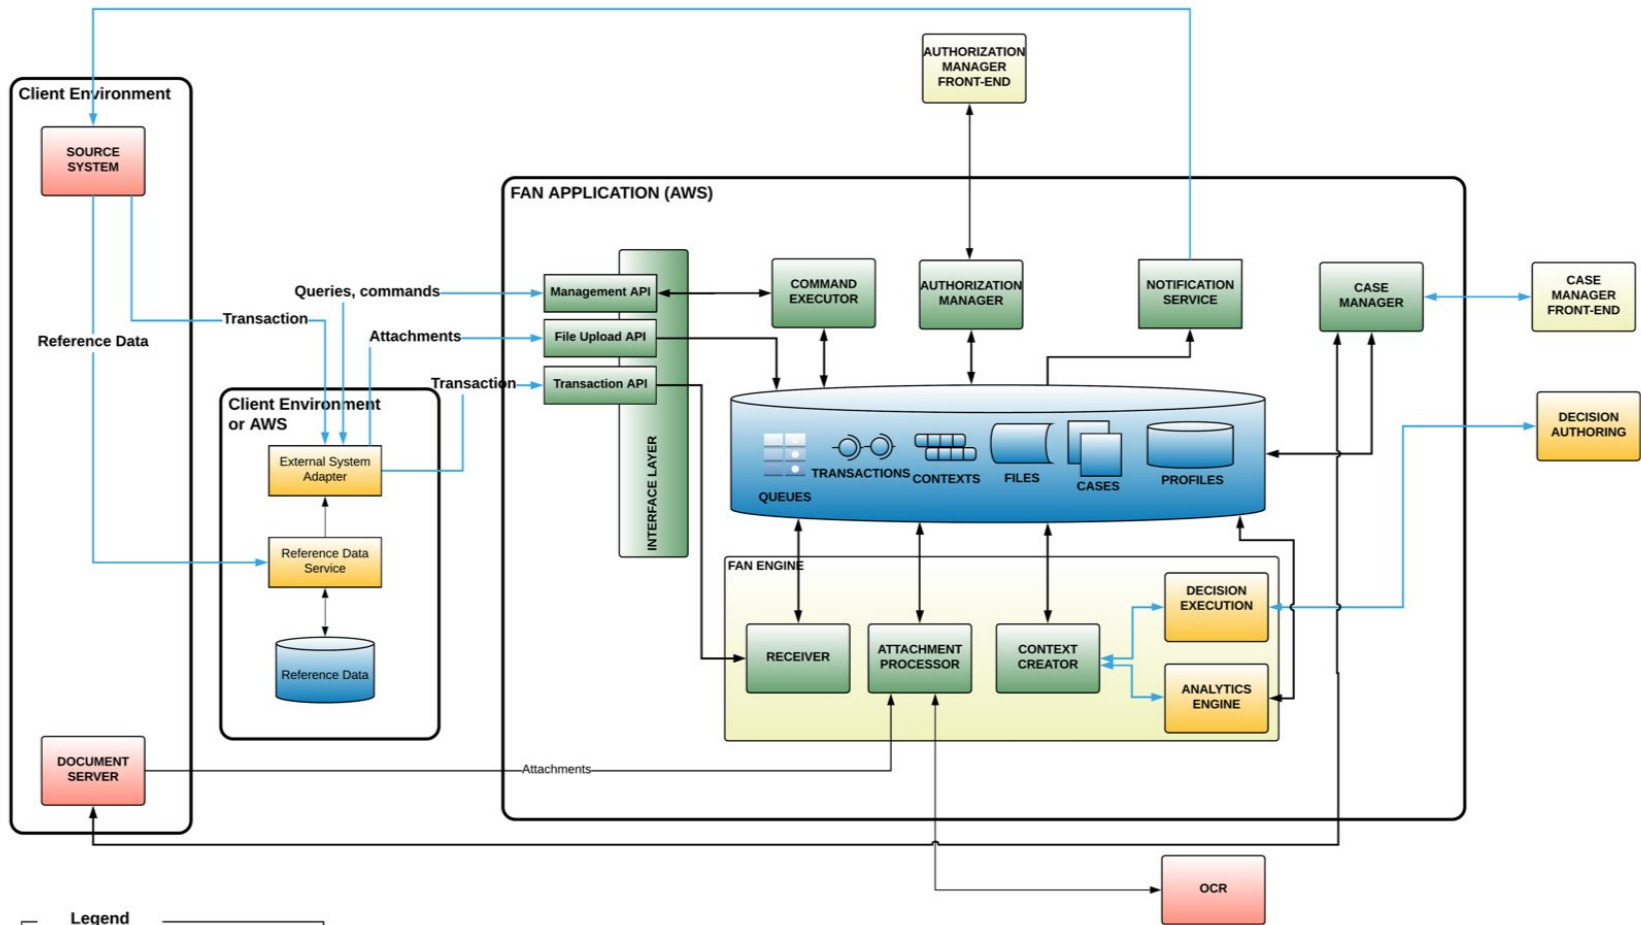 AUTHORIZATION
MANAGER
FRONT-END
Client Environment
SOURCE
SYSTEM
FAN APPLICATION (AWS)
Management API
COMMAND
EXECUTOR
AUTHORIZATION
MANAGER
NOTIFICATION
SERVICE
CASE
MANAGER
CASE
MANAGER
FRONT-END
Queries, commands
Transaction
Attachments
File Upload API
Reference Data
Transaction
Transaction API
Client Environment
or AWS
External System
Adapter
INTERFACE LAYER
QUEUES
TRANSACTIONS
CONTEXTS
FILES
CASES
PROFILES
DECISION
AUTHORING
Reference Data
Service
Reference Data
FAN ENGINE
RECEIVER
ATTACHMENT
PROCESSOR
CONTEXT
CREATOR
DECISION
EXECUTION
ANALYTICS
ENGINE
DOCUMENT
SERVER
Attachments
OCR
Legend